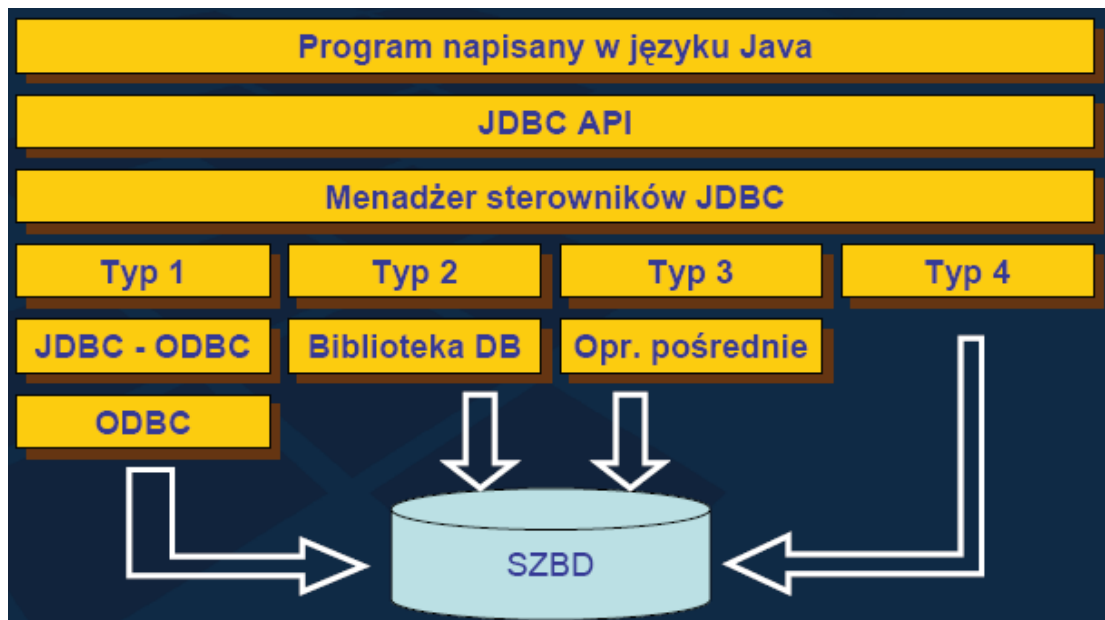 Program napisany w języku Java
JDBC API
Menadżer sterowników JDBC
Typ 1
Typ 2
Typ 3
Typ 4
JDBC - ODBC
Biblioteka DB
Opr. pośrednie
ODBC
SZBD